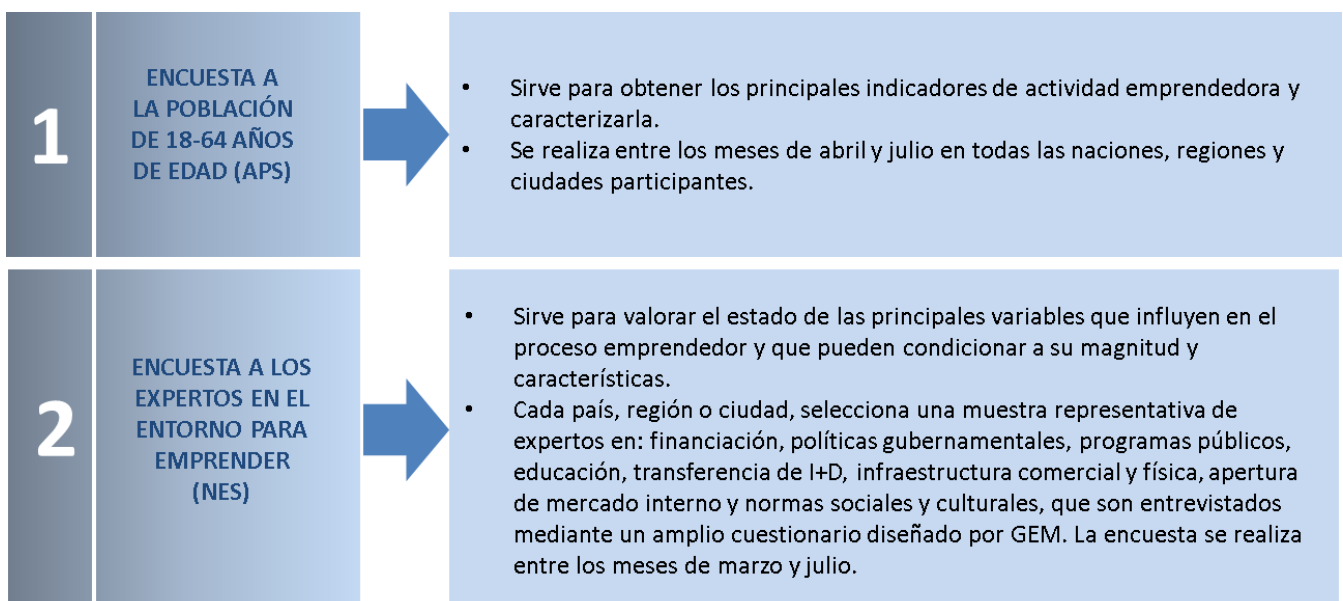 1
ENCUESTA A
LA POBLACIÓN
DE 18-64 AÑOS
DE EDAD (APS)
• Sirve para obtener los principales indicadores de actividad emprendedora y
caracterizarla.
• Se realiza entre los meses de abril y julio en todas las naciones, regiones y
ciudades participantes.
2
ENCUESTA A LOS
EXPERTOS EN EL
ENTORNO PARA
EMPRENDER
(NES)
• Sirve para valorar el estado de las principales variables que influyen en el
proceso emprendedor y que pueden condicionar a su magnitud y
características.
• Cada país, región o ciudad, selecciona una muestra representativa de
expertos en: financiación, políticas gubernamentales, programas públicos,
educación, transferencia de I+D, infraestructura comercial y física, apertura
de mercado interno y normas sociales y culturales, que son entrevistados
mediante un amplio cuestionario diseñado por GEM. La encuesta se realiza
entre los meses de marzo y julio.